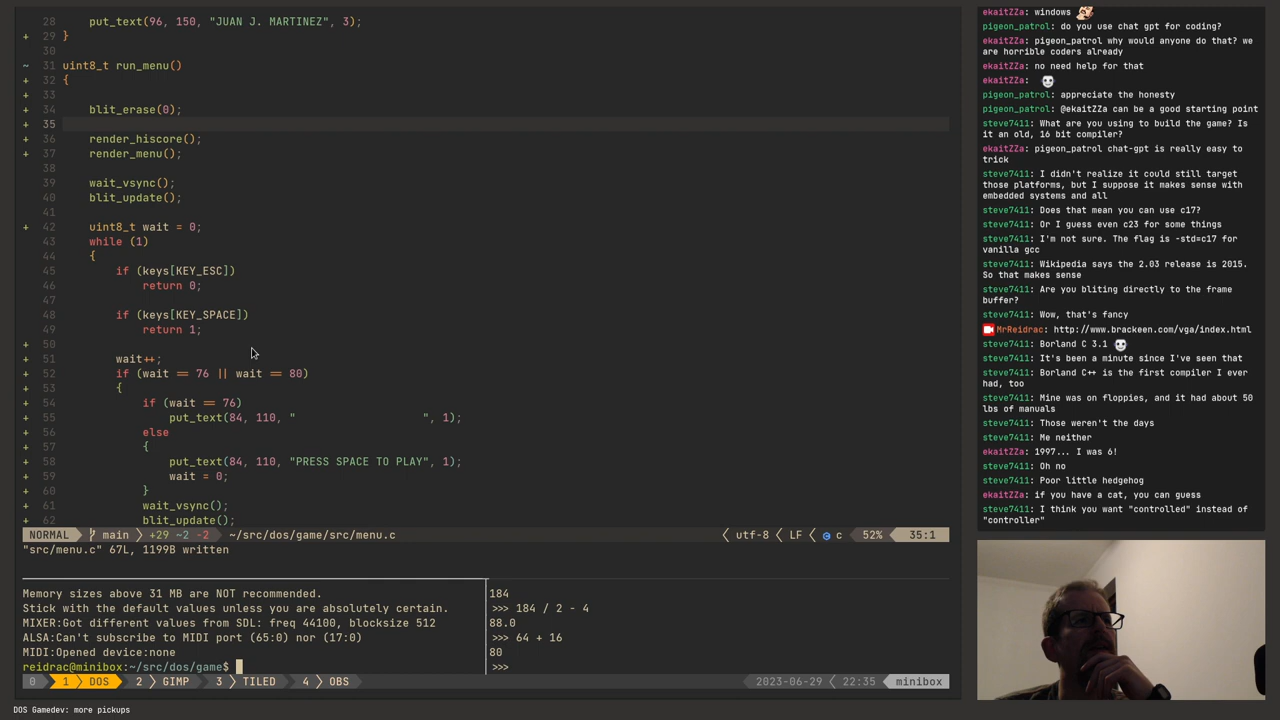 28     put_text(96, 150, "JUAN J. MARTINEZ", 3);
+ 29 }
30
~ 31 uint8_t run_menu()
+ 32 {
+ 33
+ 34     blit_erase(0);
+ 35
+ 36     render_hiscore();
+ 37     render_menu();
38
39     wait_vsync();
40     blit_update();
41
+ 42     uint8_t wait = 0;
43     while (1)
44     {
45         if (keys[KEY_ESC])
46             return 0;
47
48         if (keys[KEY_SPACE])
49             return 1;
+ 50
+ 51         wait++;
+ 52         if (wait == 76 || wait == 80)
+ 53         {
+ 54             if (wait == 76)
+ 55                 put_text(84, 110, "                   ", 1);
+ 56             else
+ 57             {
+ 58                 put_text(84, 110, "PRESS SPACE TO PLAY", 1);
+ 59                 wait = 0;
+ 60             }
+ 61             wait_vsync();
+ 62             blit_update();
NORMAL main +29 ~2 -2 ~/src/dos/game/src/menu.c utf-8 LF c 52% 35:1
"src/menu.c" 67L, 1199B written
Memory sizes above 31 MB are NOT recommended.
Stick with the default values unless you are absolutely certain.
MIXER:Got different values from SDL: freq 44100, blocksize 512
ALSA:Can't subscribe to MIDI port (65:0) nor (17:0)
MIDI:Opened device:none
reidrac@minibox:~/src/dos/game$
184
>>> 184 / 2 - 4
88.0
>>> 64 + 16
80
>>>
0 1 DOS 2 GIMP 3 TILED 4 OBS 2023-06-29 22:35 minibox
DOS Gamedev: more pickups
ekaitZZa: windows
pigeon_patrol: do you use chat gpt for coding?
ekaitZZa: pigeon_patrol why would anyone do that? we
are horrible coders already
ekaitZZa: no need help for that
ekaitZZa:
pigeon_patrol: appreciate the honesty
pigeon_patrol: @ekaitZZa can be a good starting point
steve7411: What are you using to build the game? Is
it an old, 16 bit compiler?
ekaitZZa: pigeon_patrol chat-gpt is really easy to
trick
steve7411: I didn't realize it could still target
those platforms, but I suppose it makes sense with
embedded systems and all
steve7411: Does that mean you can use c17?
steve7411: Or I guess even c23 for some things
steve7411: I'm not sure. The flag is -std=c17 for
vanilla gcc
steve7411: Wikipedia says the 2.03 release is 2015.
So that makes sense
steve7411: Are you bliting directly to the frame
buffer?
steve7411: Wow, that's fancy
MrReidrac: http://www.brackeen.com/vga/index.html
steve7411: Borland C 3.1
steve7411: It's been a minute since I've seen that
steve7411: Borland C++ is the first compiler I ever
had, too
steve7411: Mine was on floppies, and it had about 50
lbs of manuals
steve7411: Those weren't the days
steve7411: Me neither
ekaitZZa: 1997... I was 6!
steve7411: Oh no
steve7411: Poor little hedgehog
ekaitZZa: if you have a cat, you can guess
steve7411: I think you want "controlled" instead of
"controller"